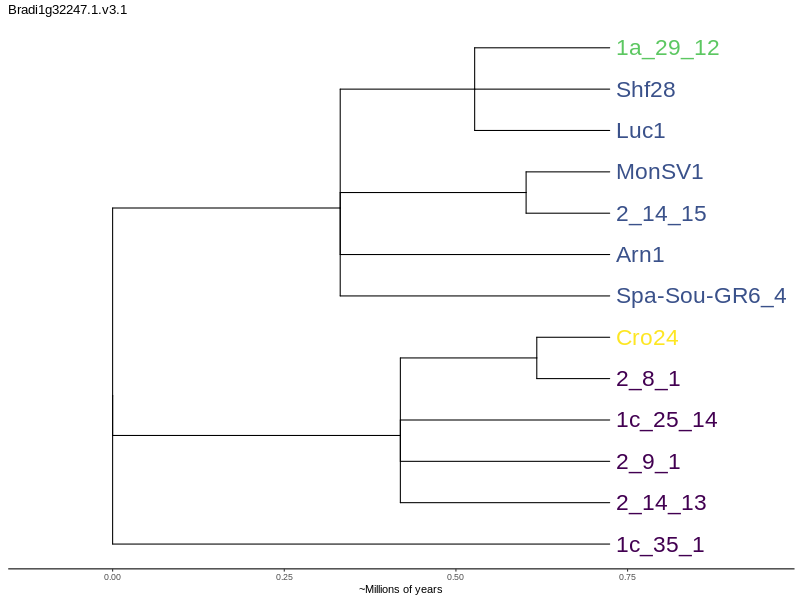 Bradi1g32247.1.v3.1
1a_29_12
Shf28
Luc1
MonSV1
2_14_15
Arn1
Spa-Sou-GR6_4
Cro24
2_8_1
1c_25_14
2_9_1
2_14_13
1c_35_1
0.00 0.25 0.50 0.75
~Millions of years